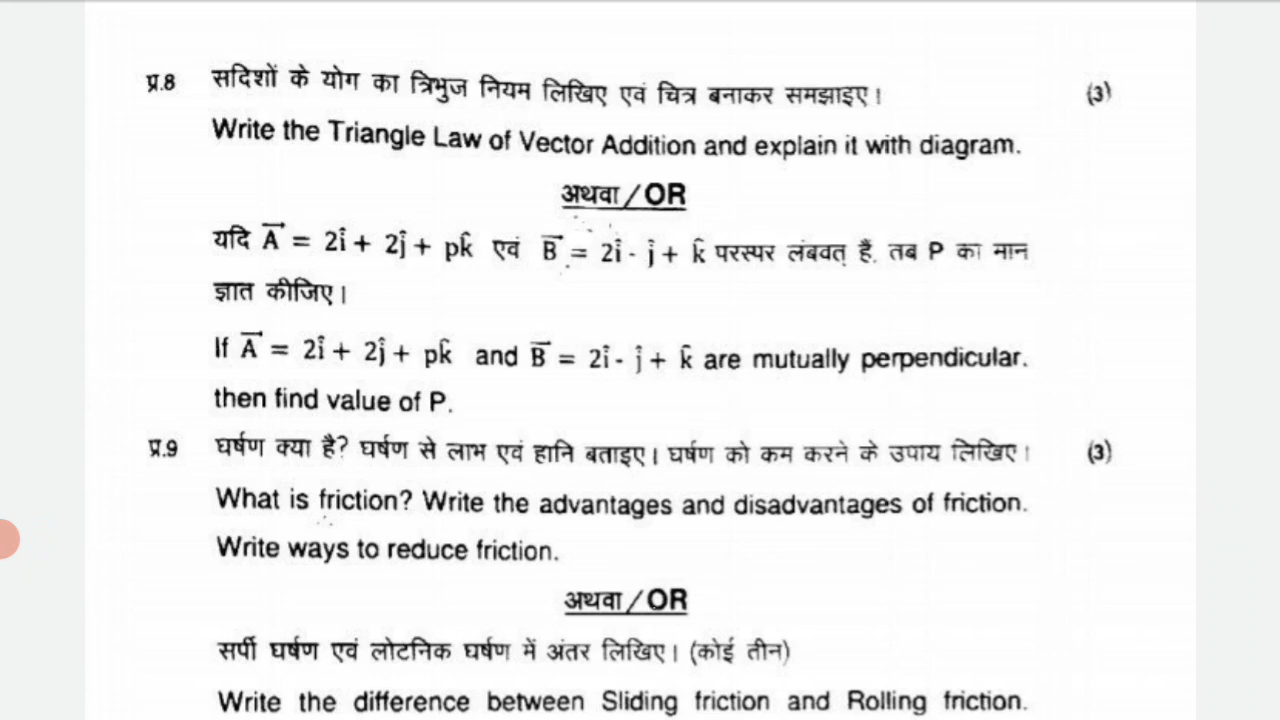 प्र.8 सदिशों के योग का त्रिभुज नियम लिखिए एवं चित्र बनाकर समझाइए। (3)
Write the Triangle Law of Vector Addition and explain it with diagram.
अथवा / OR
यदि A⃗ = 2î + 2ĵ + pk̂ एवं B⃗ = 2î - ĵ + k̂ परस्पर लंबवत् हैं, तब P का मान
ज्ञात कीजिए।
If A⃗ = 2î + 2ĵ + pk̂ and B⃗ = 2î - ĵ + k̂ are mutually perpendicular.
then find value of P.
प्र.9 घर्षण क्या है? घर्षण से लाभ एवं हानि बताइए। घर्षण को कम करने के उपाय लिखिए। (3)
What is friction? Write the advantages and disadvantages of friction.
Write ways to reduce friction.
अथवा / OR
सर्पी घर्षण एवं लोटनिक घर्षण में अंतर लिखिए। (कोई तीन)
Write the difference between Sliding friction and Rolling friction.